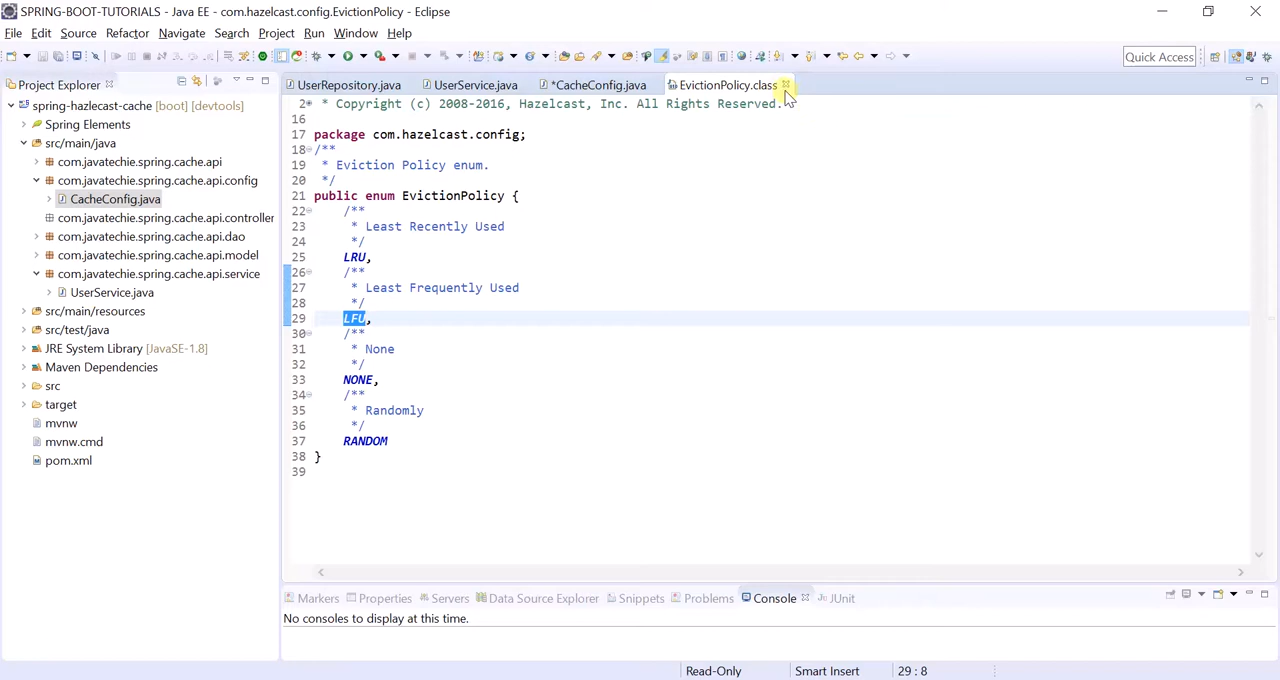 SPRING-BOOT-TUTORIALS - Java EE - com.hazelcast.config.EvictionPolicy - Eclipse
File Edit Source Refactor Navigate Search Project Run Window Help
Quick Access
Project Explorer
UserRepository.java UserService.java *CacheConfig.java EvictionPolicy.class
spring-hazlecast-cache [boot] [devtools]
Spring Elements
src/main/java
com.javatechie.spring.cache.api
com.javatechie.spring.cache.api.config
CacheConfig.java
com.javatechie.spring.cache.api.controller
com.javatechie.spring.cache.api.dao
com.javatechie.spring.cache.api.model
com.javatechie.spring.cache.api.service
UserService.java
src/main/resources
src/test/java
JRE System Library [JavaSE-1.8]
Maven Dependencies
src
target
mvnw
mvnw.cmd
pom.xml
2 * Copyright (c) 2008-2016, Hazelcast, Inc. All Rights Reserved.
16
17 package com.hazelcast.config;
18 /**
19 * Eviction Policy enum.
20 */
21 public enum EvictionPolicy {
22 /**
23 * Least Recently Used
24 */
25 LRU,
26 /**
27 * Least Frequently Used
28 */
29 LFU,
30 /**
31 * None
32 */
33 NONE,
34 /**
35 * Randomly
36 */
37 RANDOM
38 }
39
Markers Properties Servers Data Source Explorer Snippets Problems Console JUnit
No consoles to display at this time.
Read-Only Smart Insert 29 : 8